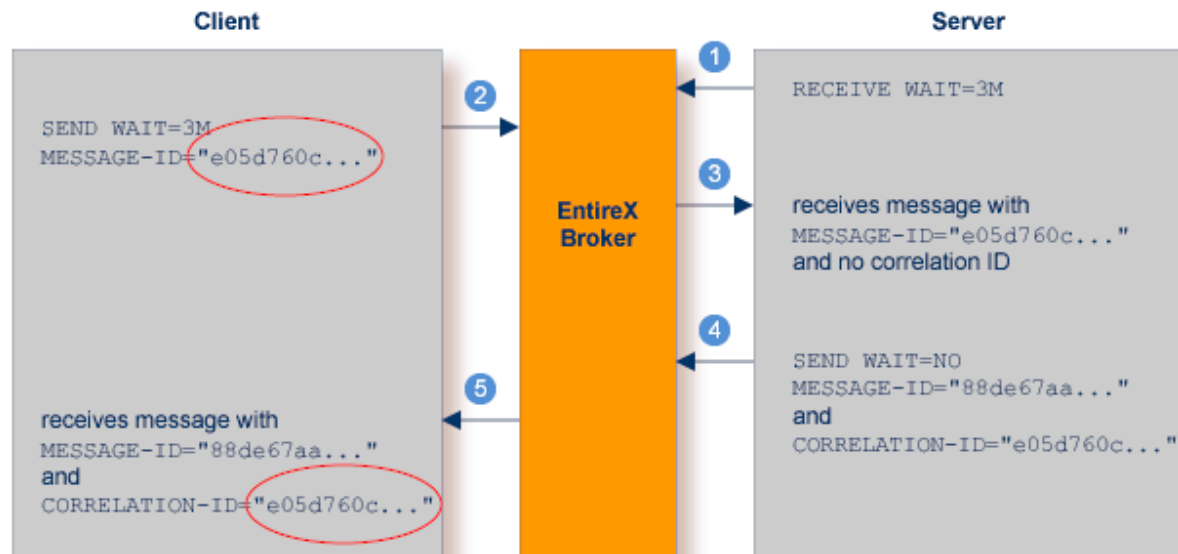 Client
Server
1
RECEIVE WAIT=3M
2
SEND WAIT=3M
MESSAGE-ID="e05d760c..."
3
EntireX
Broker
receives message with
MESSAGE-ID="e05d760c..."
and no correlation ID
4
SEND WAIT=NO
MESSAGE-ID="88de67aa..."
and
CORRELATION-ID="e05d760c..."
5
receives message with
MESSAGE-ID="88de67aa..."
and
CORRELATION-ID="e05d760c..."